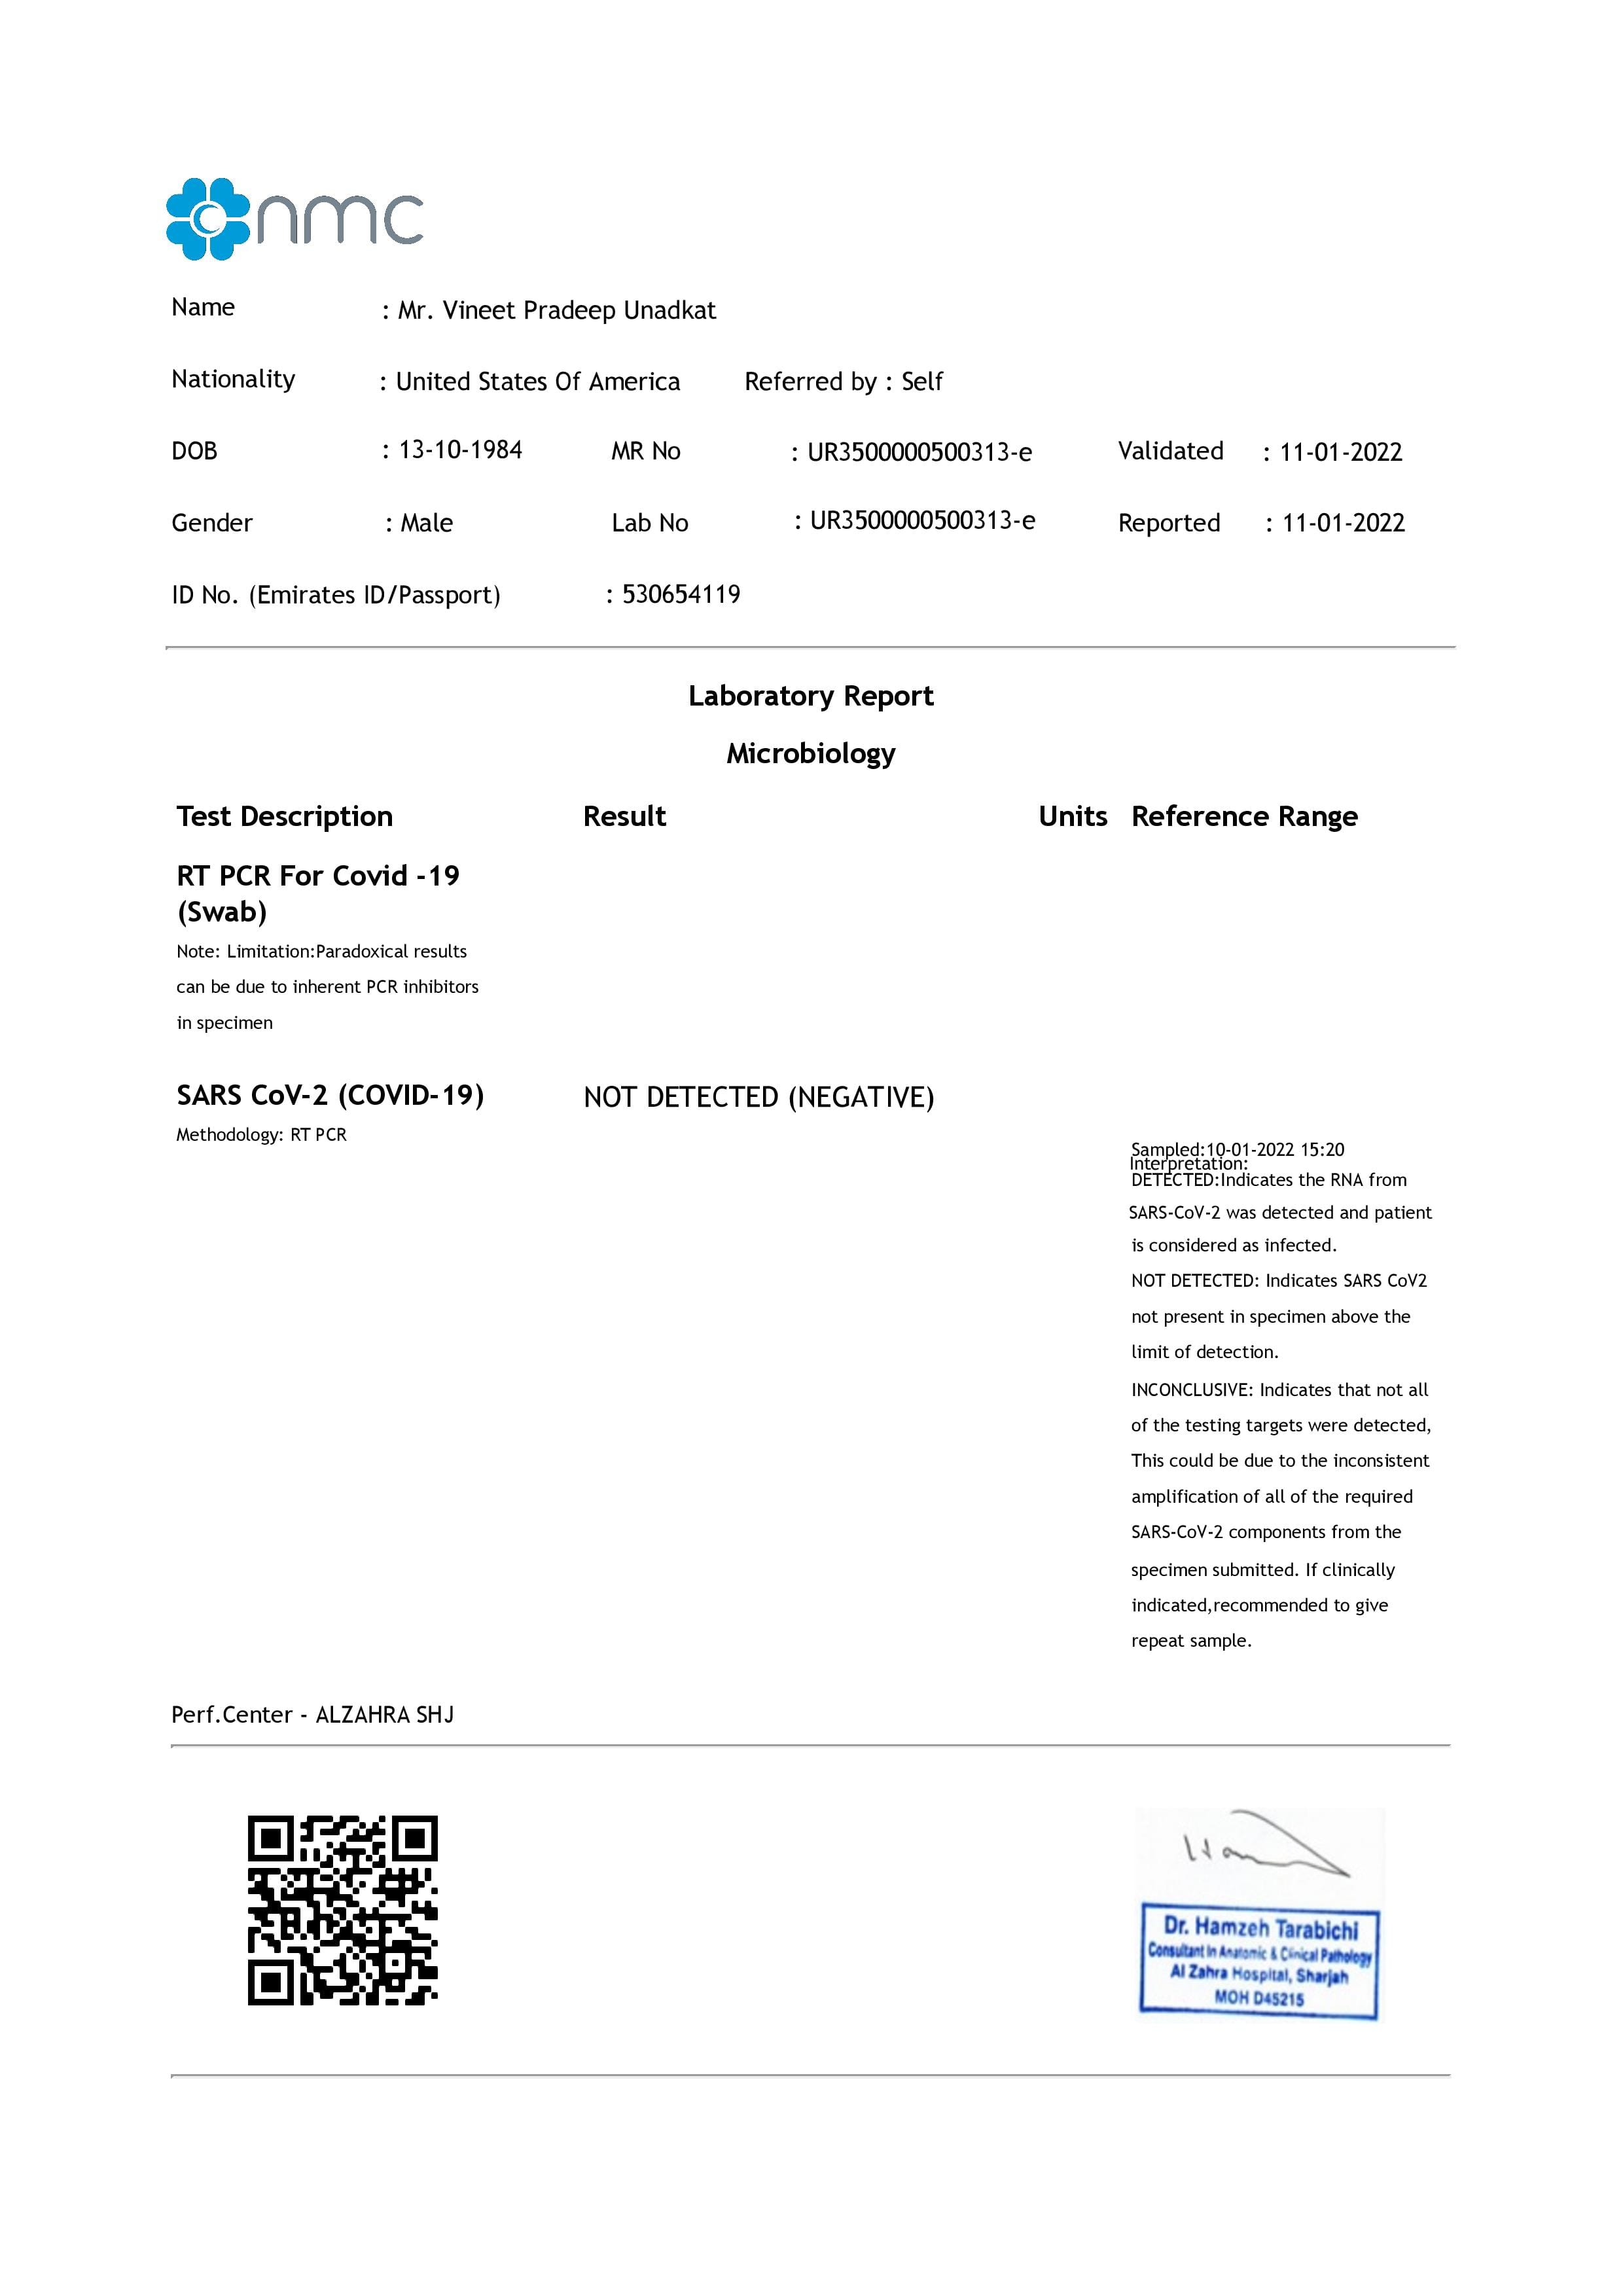 nmc
Name : Mr. Vineet Pradeep Unadkat
Nationality : United States Of America Referred by : Self
DOB : 13-10-1984 MR No : UR3500000500313-e Validated : 11-01-2022
Gender : Male Lab No : UR3500000500313-e Reported : 11-01-2022
ID No. (Emirates ID/Passport) : 530654119
Laboratory Report
Microbiology
Test Description Result Units Reference Range
RT PCR For Covid -19
(Swab)
Note: Limitation:Paradoxical results
can be due to inherent PCR inhibitors
in specimen
SARS CoV-2 (COVID-19) NOT DETECTED (NEGATIVE)
Methodology: RT PCR
Sampled:10-01-2022 15:20
Interpretation:
DETECTED:Indicates the RNA from
SARS-CoV-2 was detected and patient
is considered as infected.
NOT DETECTED: Indicates SARS CoV2
not present in specimen above the
limit of detection.
INCONCLUSIVE: Indicates that not all
of the testing targets were detected,
This could be due to the inconsistent
amplification of all of the required
SARS-CoV-2 components from the
specimen submitted. If clinically
indicated,recommended to give
repeat sample.
Perf.Center - ALZAHRA SHJ
Dr. Hamzeh Tarabichi
Consultant In Anatomic & Clinical Pathology
Al Zahra Hospital, Sharjah
MOH D45215